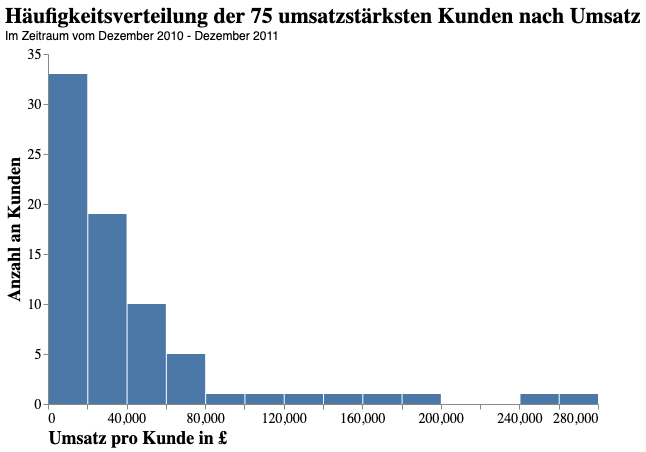 Häufigkeitsverteilung der 75 umsatzstärksten Kunden nach Umsatz
Im Zeitraum vom Dezember 2010 - Dezember 2011
35
30
25
20
15
10
5
0
Anzahl an Kunden
0 40,000 80,000 120,000 160,000 200,000 240,000 280,000
Umsatz pro Kunde in £